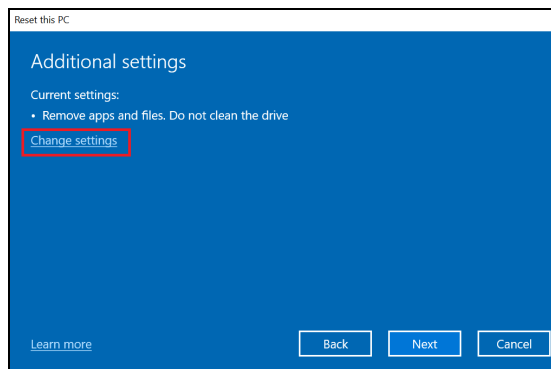 Reset this PC
Additional settings
Current settings:
• Remove apps and files. Do not clean the drive
Change settings
Learn more
Back
Next
Cancel